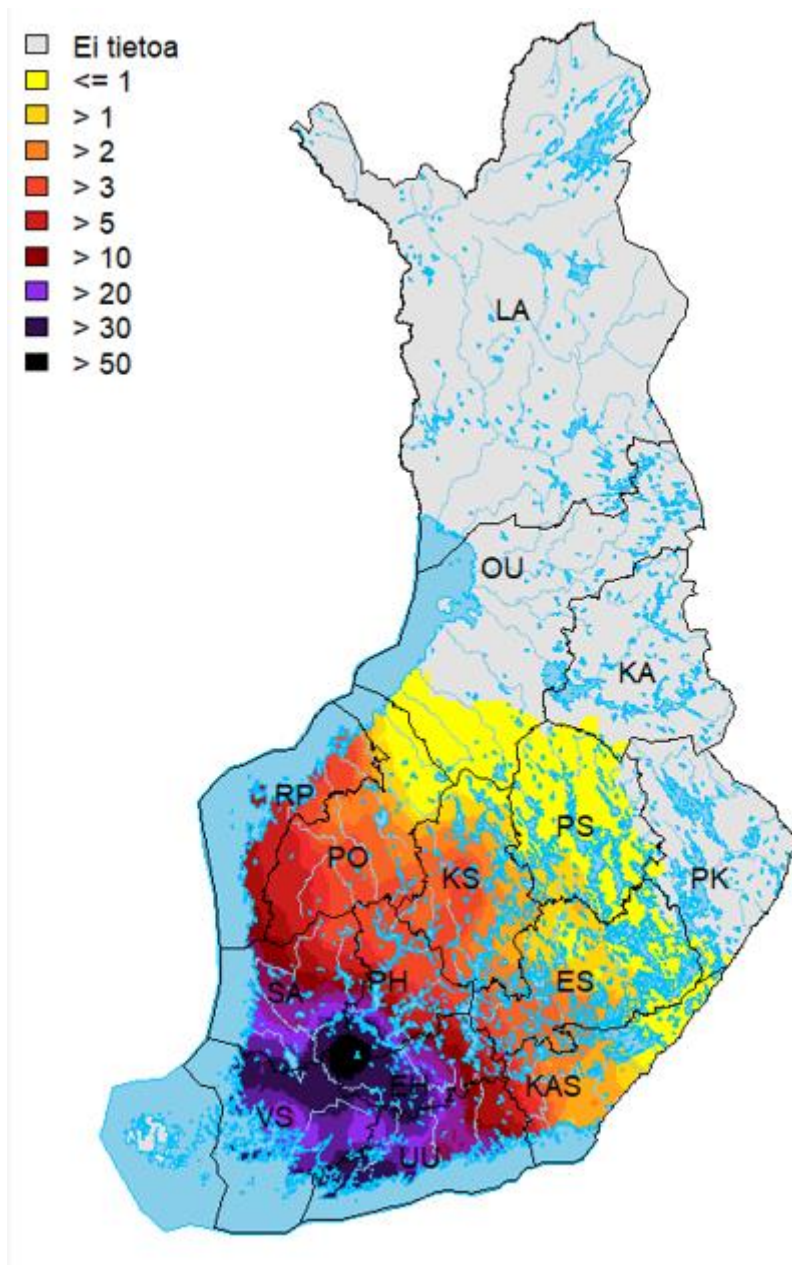 Ei tietoa
<= 1
> 1
> 2
> 3
> 5
> 10
> 20
> 30
> 50
LA
OU
KA
RP
PS
PO
KS
PK
PH
SA
ES
EH
KAS
VS
UU